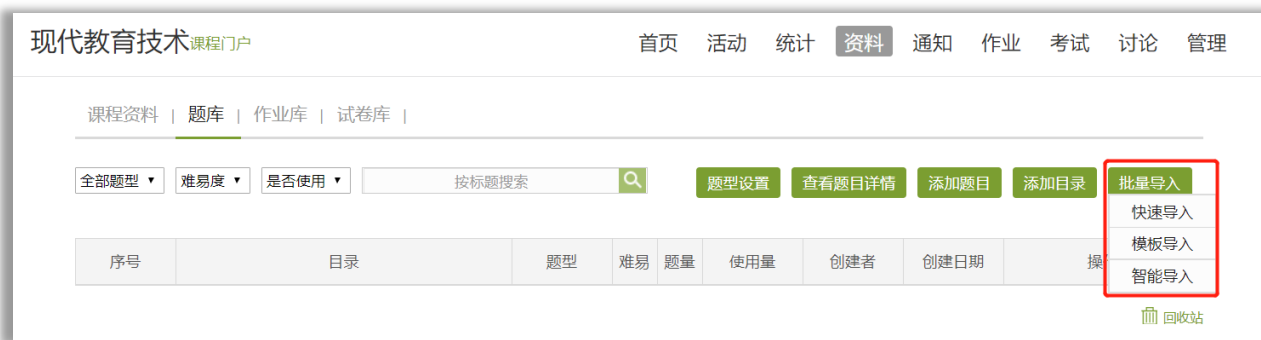 现代教育技术课程门户 首页 活动 统计 资料 通知 作业 考试 讨论 管理
课程资料 | 题库 | 作业库 | 试卷库 |
全部题型 难易度 是否使用 按标题搜索 题型设置 查看题目详情 添加题目 添加目录 批量导入
快速导入
模板导入
序号 目录 题型 难易 题量 使用量 创建者 创建日期 操
智能导入
回收站